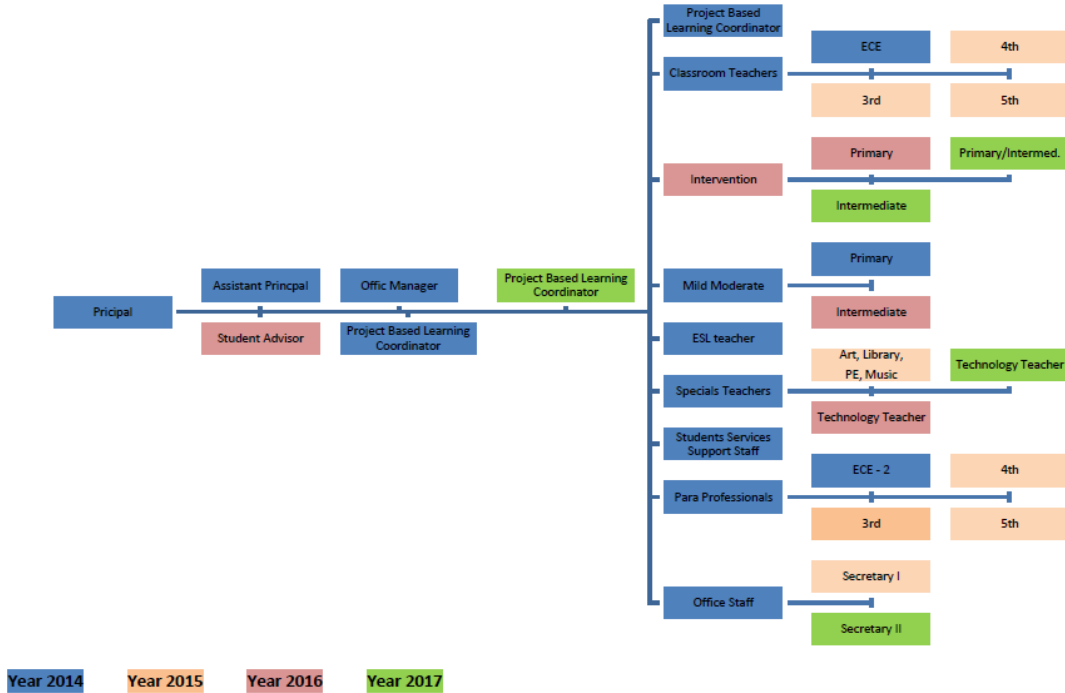 Project Based
Learning Coordinator
ECE
4th
Classroom Teachers
3rd
5th
Primary
Primary/Intermed.
Intervention
Intermediate
Primary
Assistant Princpal
Offic Manager
Project Based Learning
Coordinator
Mild Moderate
Pricipal
Intermediate
Student Advisor
Project Based Learning
Coordinator
ESL teacher
Art, Library,
PE, Music
Technology Teacher
Specials Teachers
Technology Teacher
Students Services
Support Staff
ECE - 2
4th
Para Professionals
3rd
5th
Secretary I
Office Staff
Secretary II
Year 2014
Year 2015
Year 2016
Year 2017